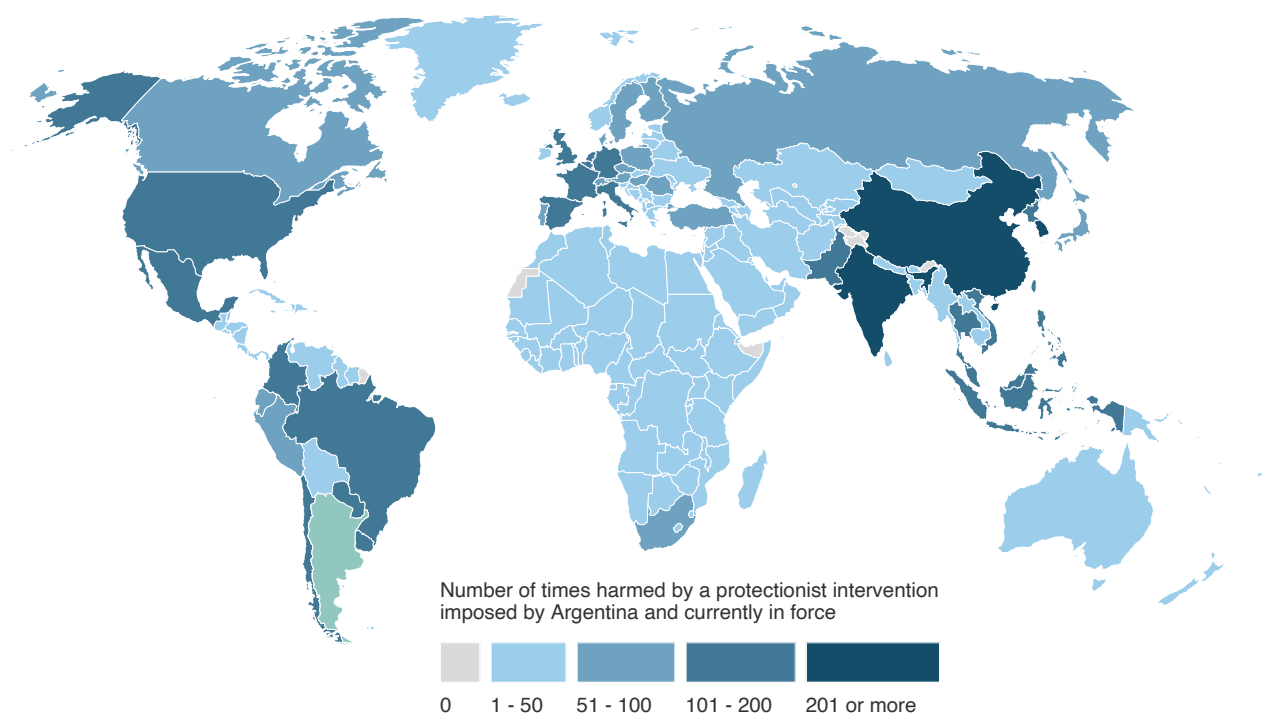 Number of times harmed by a protectionist intervention
imposed by Argentina and currently in force
0 1 - 50 51 - 100 101 - 200 201 or more